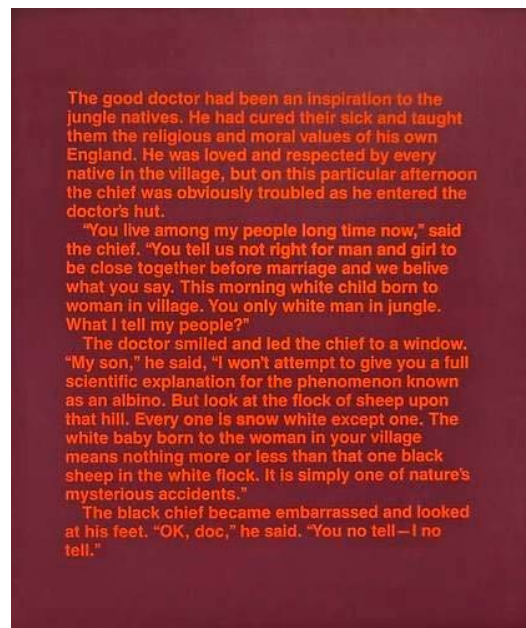 The good doctor had been an inspiration to the
jungle natives. He had cured their sick and taught
them the religious and moral values of his own
England. He was loved and respected by every
native in the village, but on this particular afternoon
the chief was obviously troubled as he entered the
doctor's hut.
“You live among my people long time now,” said
the chief. “You tell us not right for man and girl to
be close together before marriage and we belive
what you say. This morning white child born to
woman in village. You only white man in jungle.
What I tell my people?”
The doctor smiled and led the chief to a window.
“My son,” he said, “I won't attempt to give you a full
scientific explanation for the phenomenon known
as an albino. But look at the flock of sheep upon
that hill. Every one is snow white except one. The
white baby born to the woman in your village
means nothing more or less than that one black
sheep in the white flock. It is simply one of nature's
mysterious accidents.”
The black chief became embarrassed and looked
at his feet. “OK, doc,” he said. “You no tell—I no
tell.”